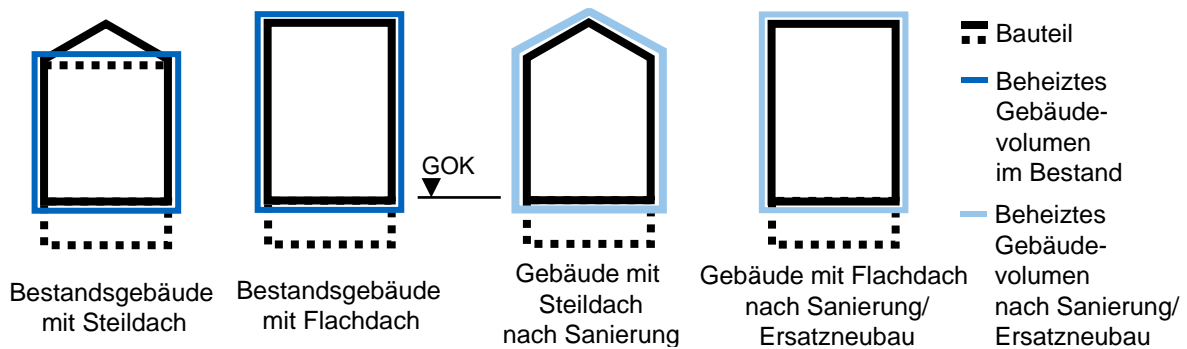 GOK
Bestandsgebäude
mit Steildach
Bestandsgebäude
mit Flachdach
Gebäude mit
Steildach
nach Sanierung
Gebäude mit Flachdach
nach Sanierung/
Ersatzneubau
Bauteil
Beheiztes
Gebäude-
volumen
im Bestand
Beheiztes
Gebäude-
volumen
nach Sanierung/
Ersatzneubau